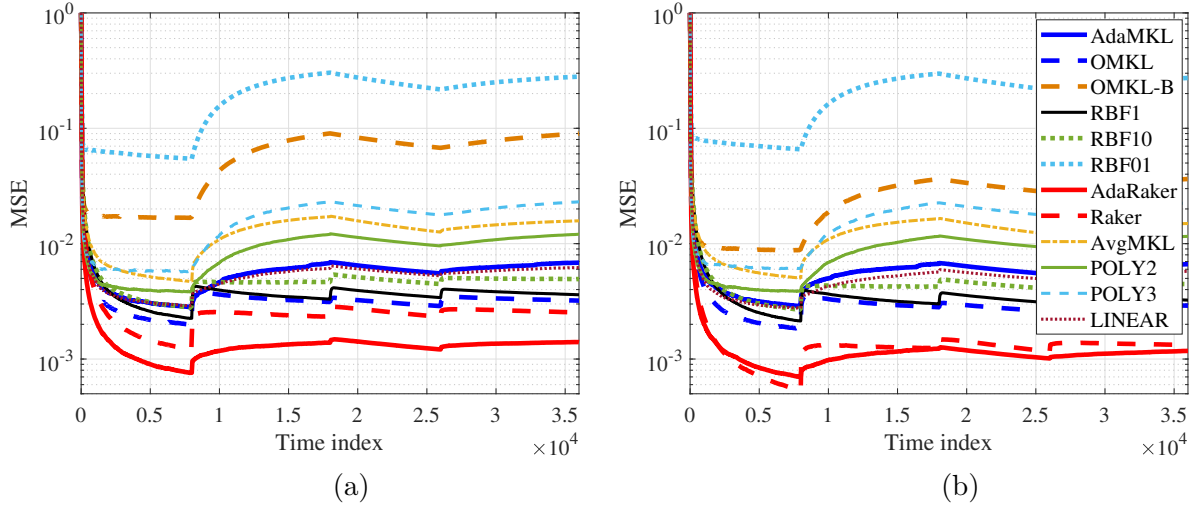 10^0
10^-1
10^-2
10^-3
MSE
0 0.5 1 1.5 2 2.5 3 3.5
Time index
×10^4
(a)
10^0
10^-1
10^-2
10^-3
MSE
0 0.5 1 1.5 2 2.5 3 3.5
Time index
×10^4
(b)
AdaMKL
OMKL
OMKL-B
RBF1
RBF10
RBF01
AdaRaker
Raker
AvgMKL
POLY2
POLY3
LINEAR